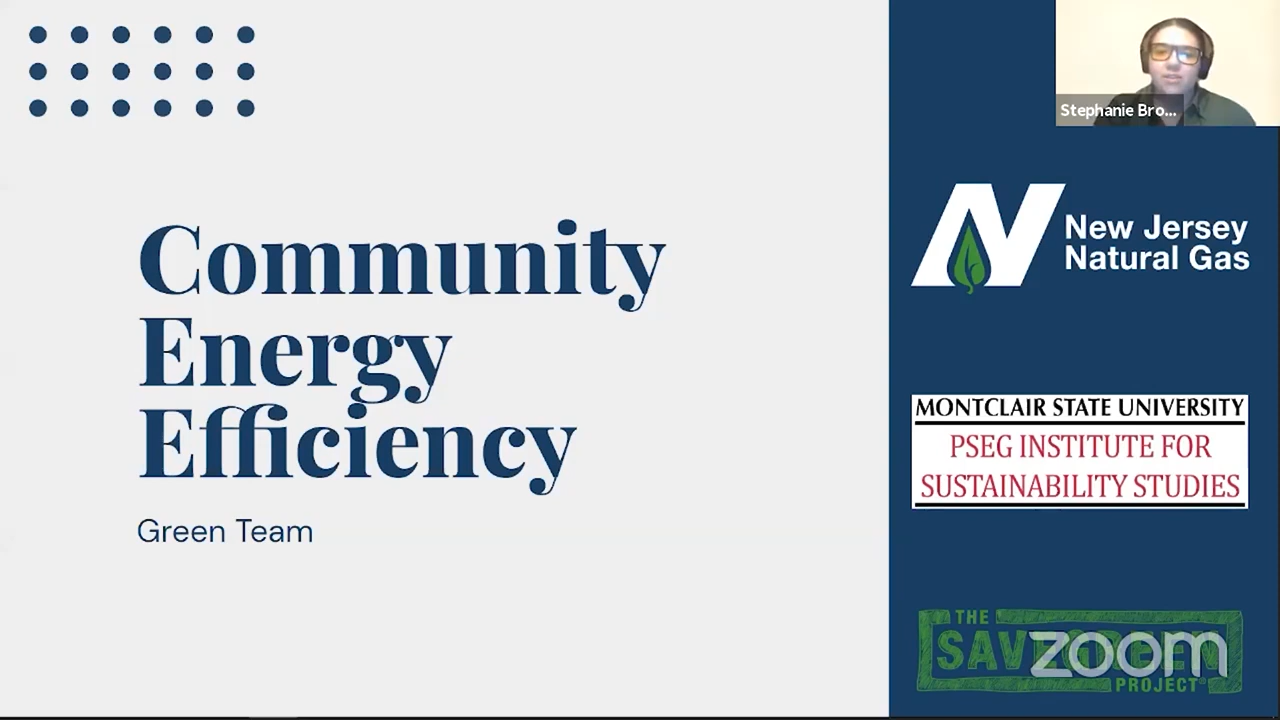 Stephanie Bro...
Community
Energy
Efficiency
Green Team
New Jersey
Natural Gas
MONTCLAIR STATE UNIVERSITY
PSEG INSTITUTE FOR
SUSTAINABILITY STUDIES
THE
SAVEGREEN
PROJECT®
zoom